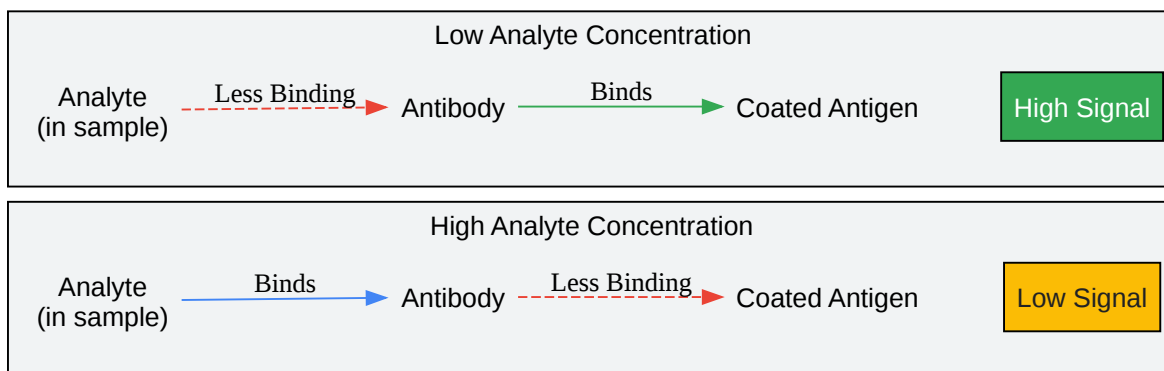 Low Analyte Concentration
Less Binding
Binds
Analyte
(in sample)
Antibody
Coated Antigen
High Signal
High Analyte Concentration
Binds
Less Binding
Analyte
(in sample)
Antibody
Coated Antigen
Low Signal